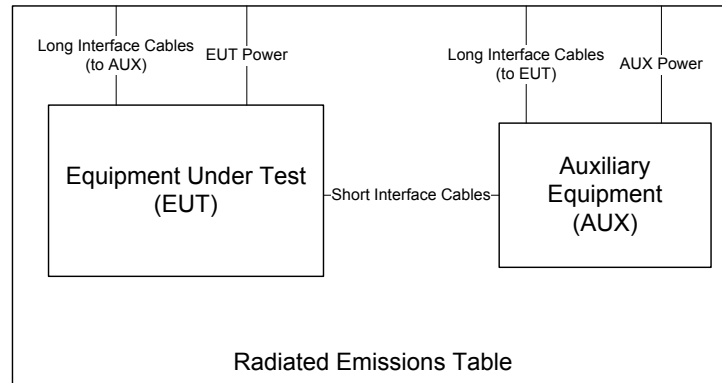 Long Interface Cables
(to AUX)
EUT Power
Long Interface Cables
(to EUT)
AUX Power
Equipment Under Test
(EUT)
Short Interface Cables
Auxiliary
Equipment
(AUX)
Radiated Emissions Table